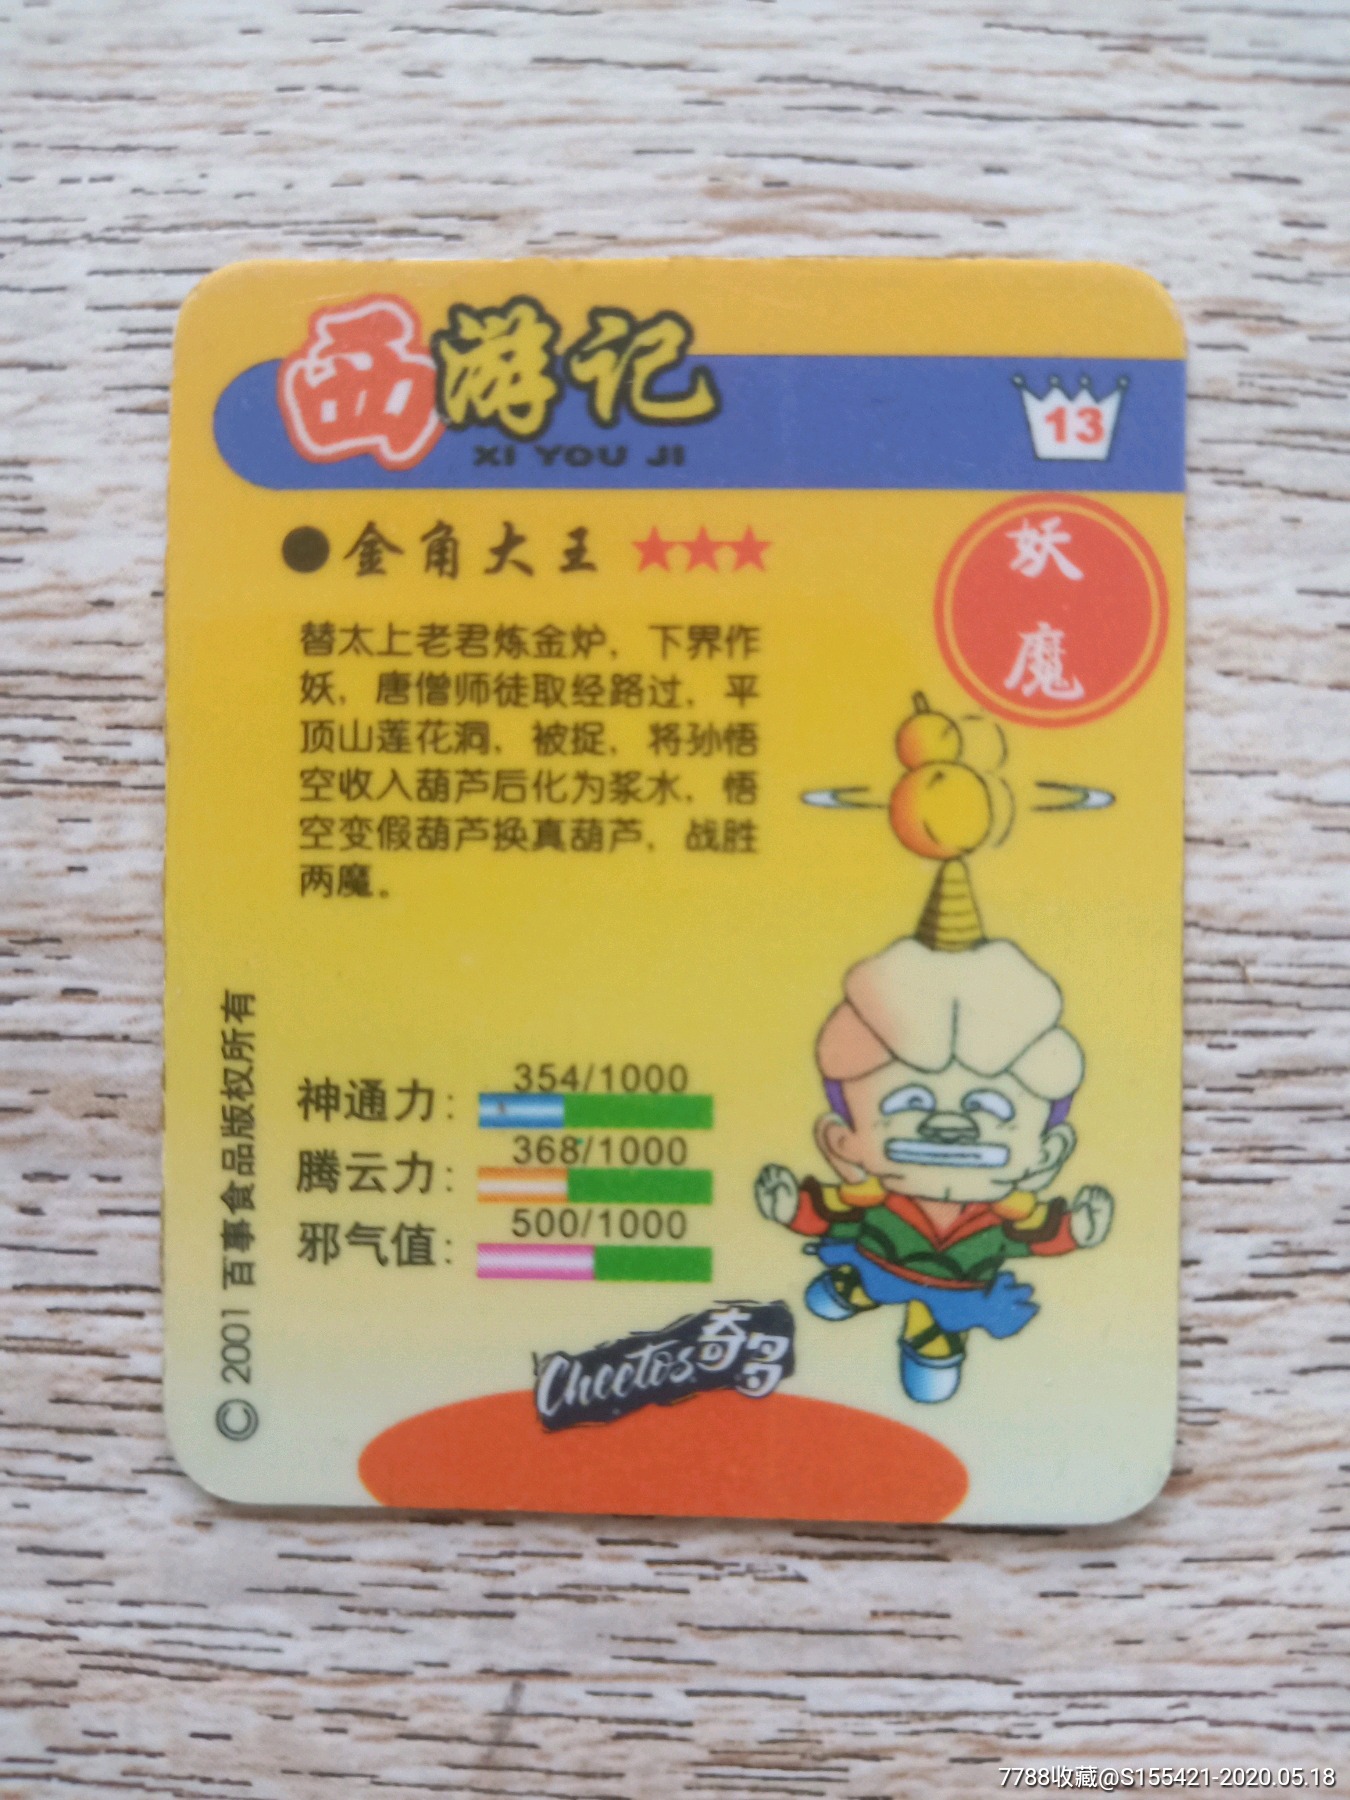 西游记
XI YOU JI
13
●金角大王 ★★★
妖魔
替太上老君炼金炉，下界作
妖，唐僧师徒取经路过，平
顶山莲花洞，被捉，将孙悟
空收入葫芦后化为浆水，悟
空变假葫芦换真葫芦，战胜
两魔。
神通力：354/1000
腾云力：368/1000
邪气值：500/1000
Cheetos奇多
© 2001 百事食品版权所有
7788收藏@S155421-2020.05.18